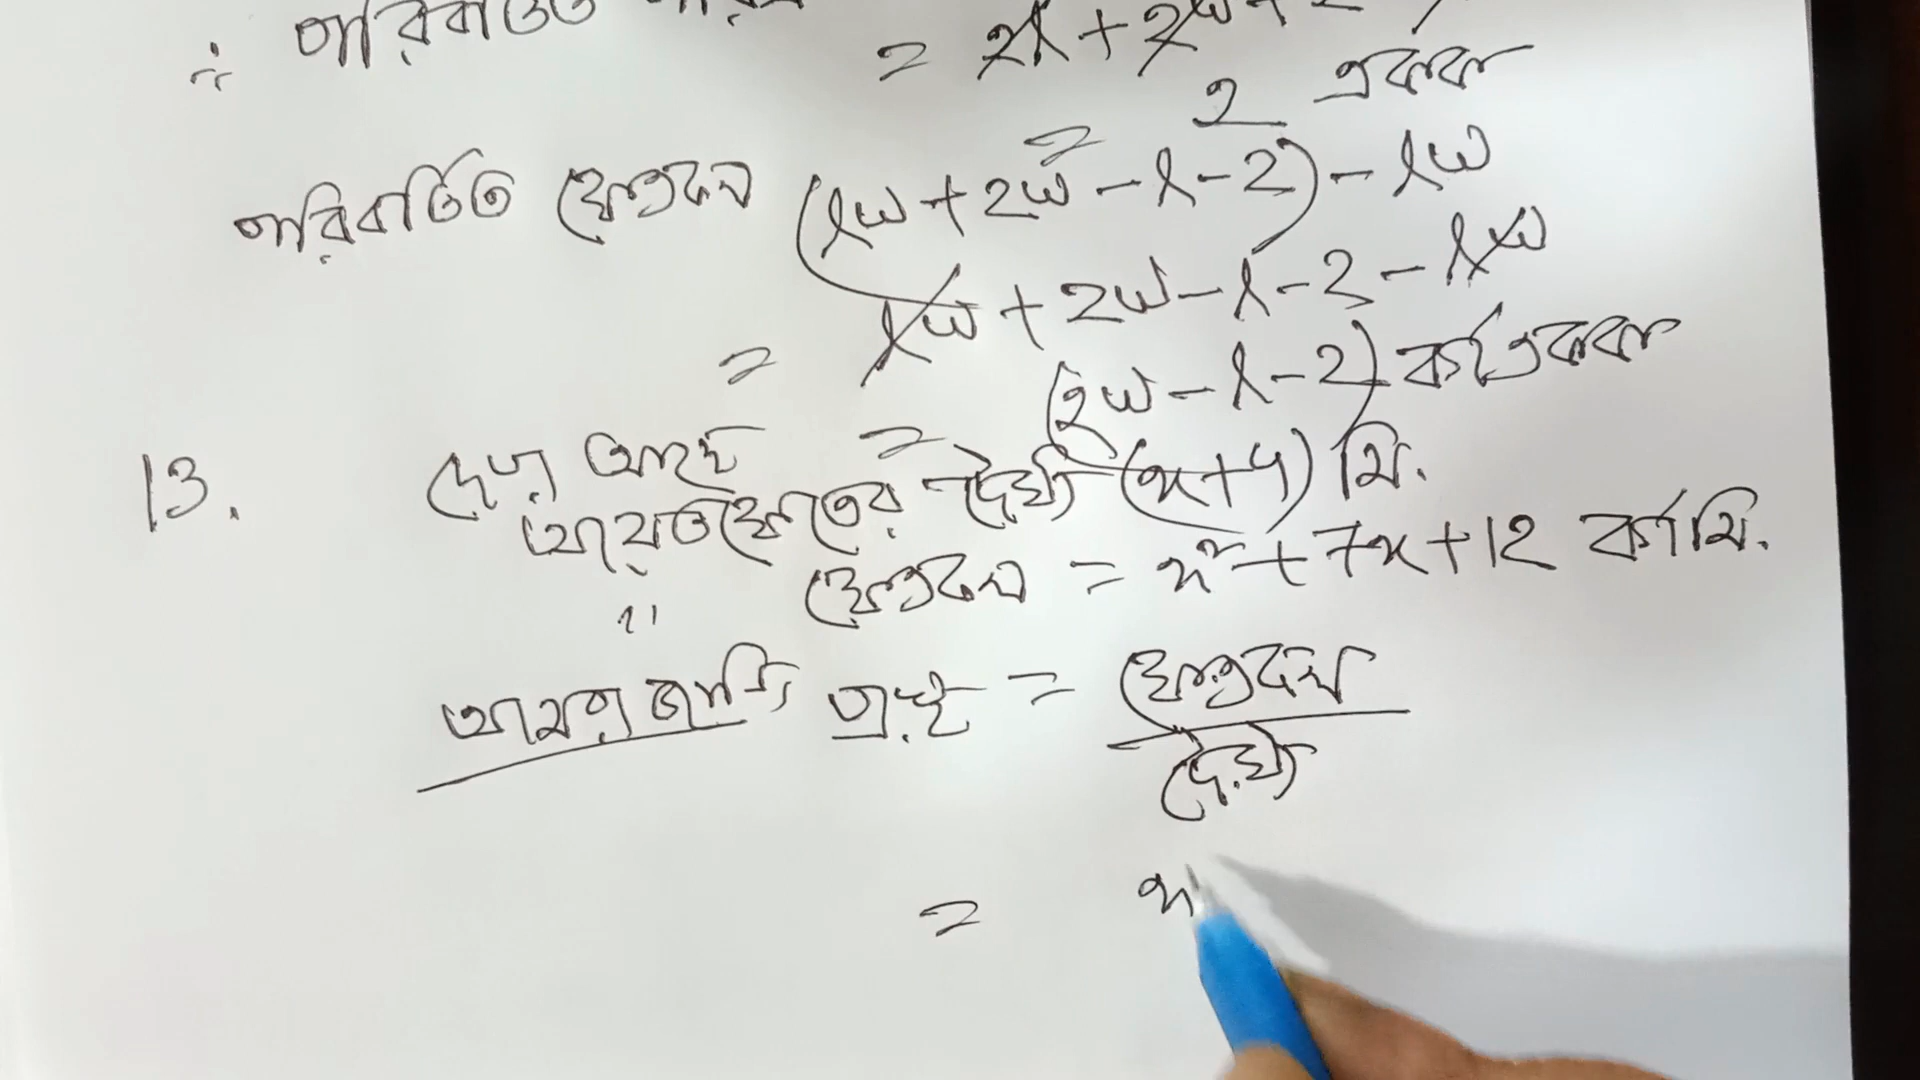 ∴ পরিবর্তিত
= 2l + 2w +
= 2 একক
পরিবর্তিত ক্ষেত্রফল (lw + 2w - l - 2) - lw
= lw + 2w - l - 2 - lw
= (2w - l - 2) বর্গএকক
13. দেয়া আছে
আয়তক্ষেত্রের দৈর্ঘ্য (x+4) মি.
" ক্ষেত্রফল = x² + 7x + 12 বর্গমি.
আমরা জানি, প্রস্থ = ক্ষেত্রফল / দৈর্ঘ্য
= x